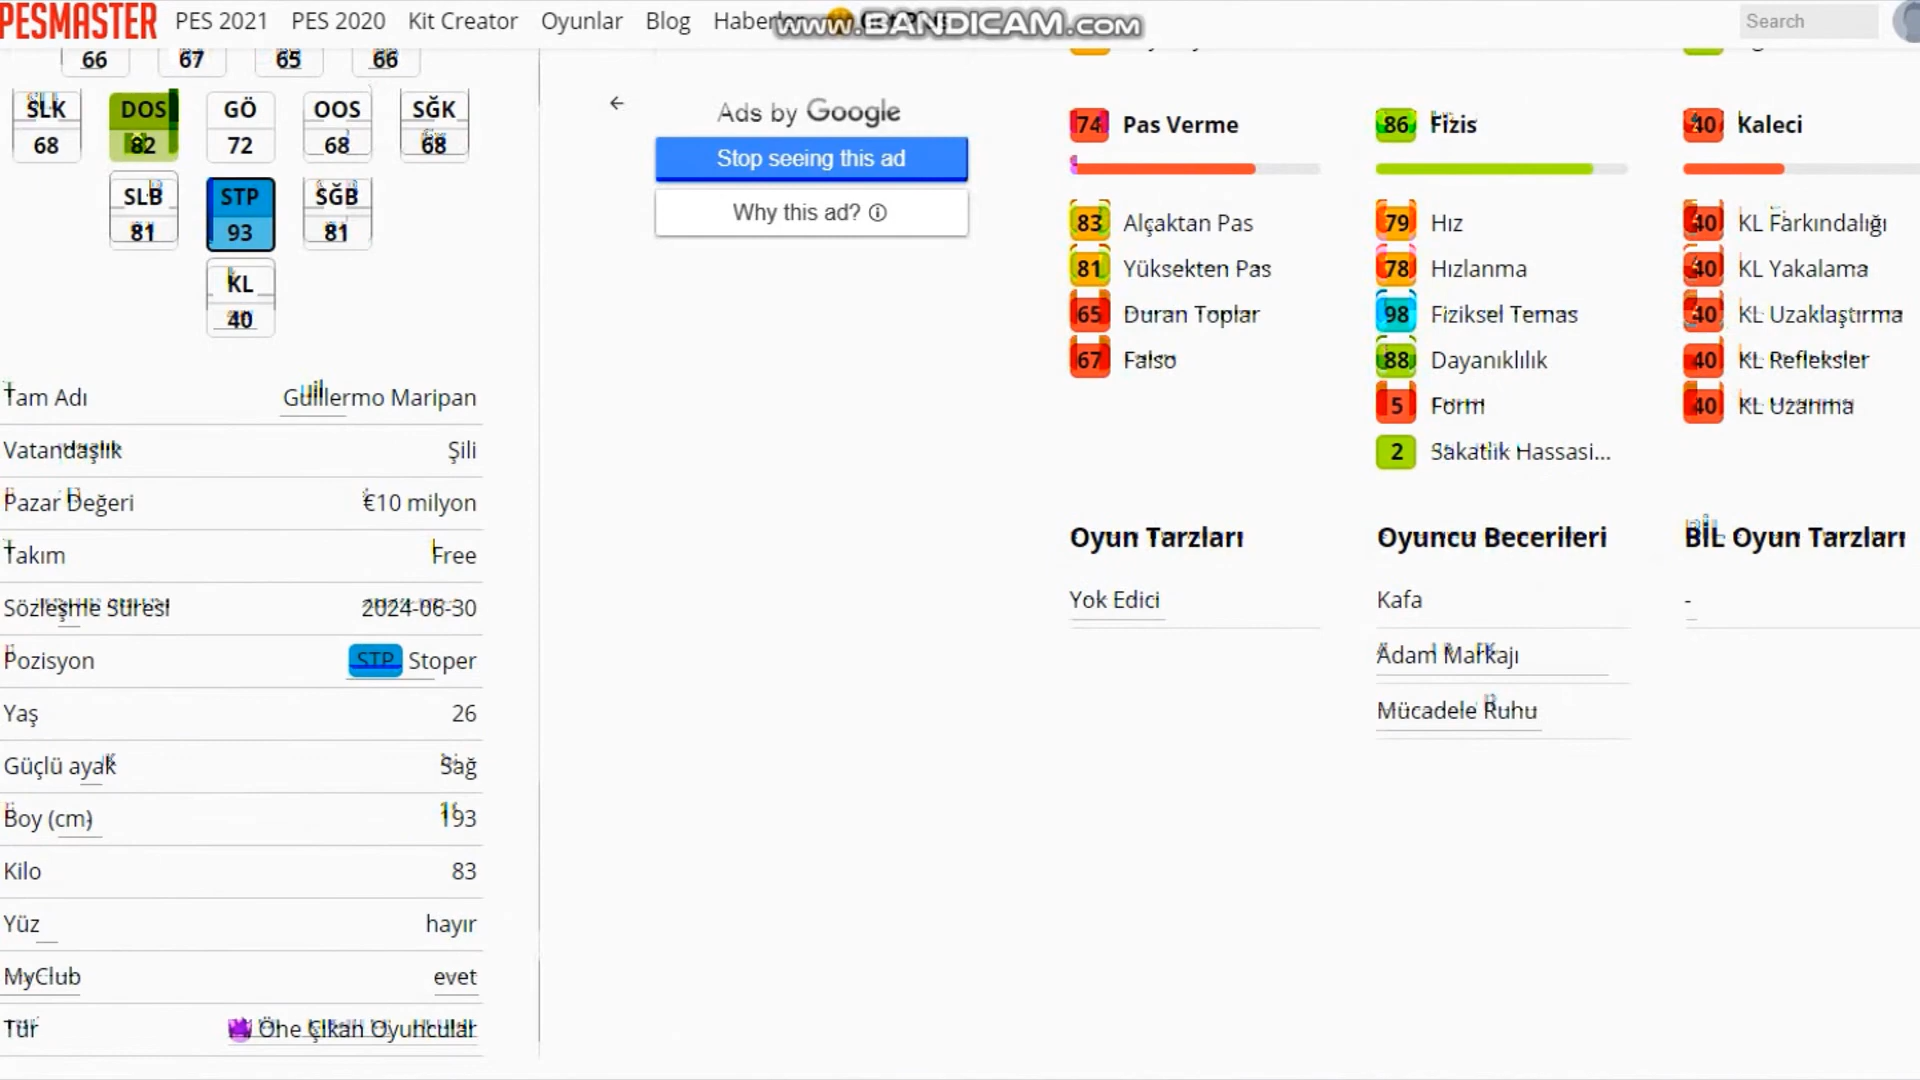 PESMASTER PES 2021 PES 2020 Kit Creator Oyunlar Blog Haberler
www.BANDICAM.com
Search
66 67 65 66
SLK DOS GÖ OOS SĞK
68 82 72 68 68
SLB STP SĞB
81 93 81
KL
40
Tam Adı Guillermo Maripan
Vatandaşlık Şili
Pazar Değeri €10 milyon
Takım Free
Sözleşme Süresi 2024-06-30
Pozisyon STP Stoper
Yaş 26
Güçlü ayak Sağ
Boy (cm) 193
Kilo 83
Yüz hayır
MyClub evet
Tür Öne Çıkan Oyuncular
Ads by Google
Stop seeing this ad
Why this ad?
74 Pas Verme
83 Alçaktan Pas
81 Yüksekten Pas
65 Duran Toplar
67 Falso
86 Fizis
79 Hız
78 Hızlanma
98 Fiziksel Temas
88 Dayanıklılık
5 Form
2 Sakatlık Hassasi...
40 Kaleci
40 KL Farkındalığı
40 KL Yakalama
40 KL Uzaklaştırma
40 KL Refleksler
40 KL Uzanma
Oyun Tarzları
Yok Edici
Oyuncu Becerileri
Kafa
Adam Markajı
Mücadele Ruhu
BİL Oyun Tarzları
-